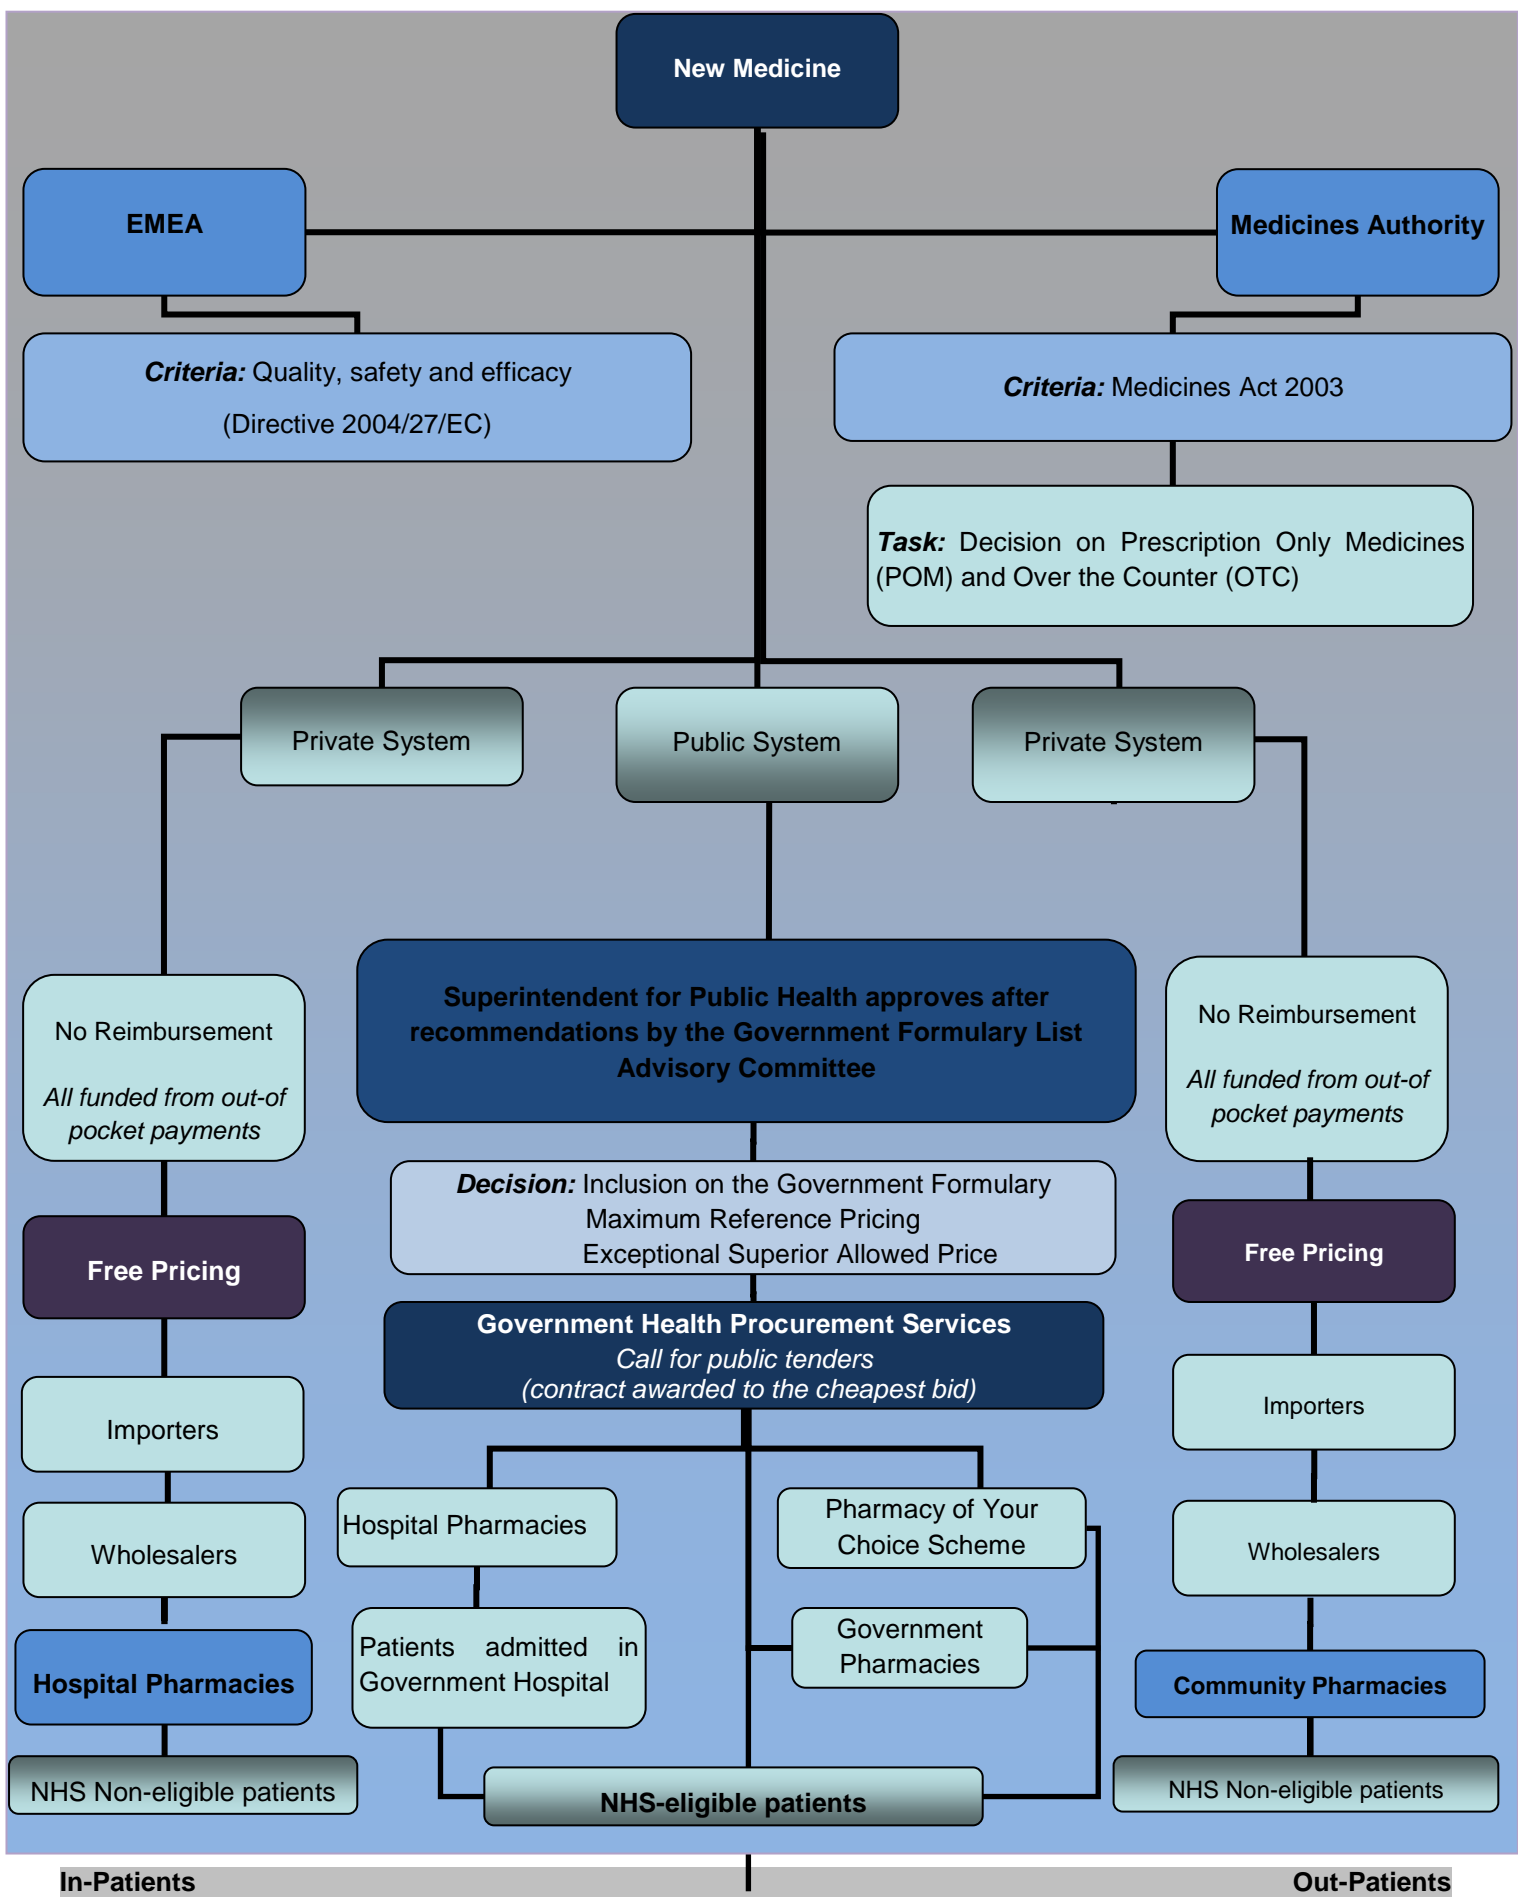 New Medicine
EMEA
Medicines Authority
Criteria: Quality, safety and efficacy
(Directive 2004/27/EC)
Criteria: Medicines Act 2003
Task: Decision on Prescription Only Medicines
(POM) and Over the Counter (OTC)
Private System
Public System
Private System
No Reimbursement
All funded from out-of
pocket payments
Superintendent for Public Health approves after
recommendations by the Government Formulary List
Advisory Committee
No Reimbursement
All funded from out-of
pocket payments
Decision: Inclusion on the Government Formulary
Maximum Reference Pricing
Exceptional Superior Allowed Price
Free Pricing
Free Pricing
Government Health Procurement Services
Call for public tenders
(contract awarded to the cheapest bid)
Importers
Importers
Hospital Pharmacies
Pharmacy of Your
Choice Scheme
Wholesalers
Wholesalers
Patients admitted in
Government Hospital
Government
Pharmacies
Hospital Pharmacies
Community Pharmacies
NHS Non-eligible patients
NHS-eligible patients
NHS Non-eligible patients
In-Patients
Out-Patients